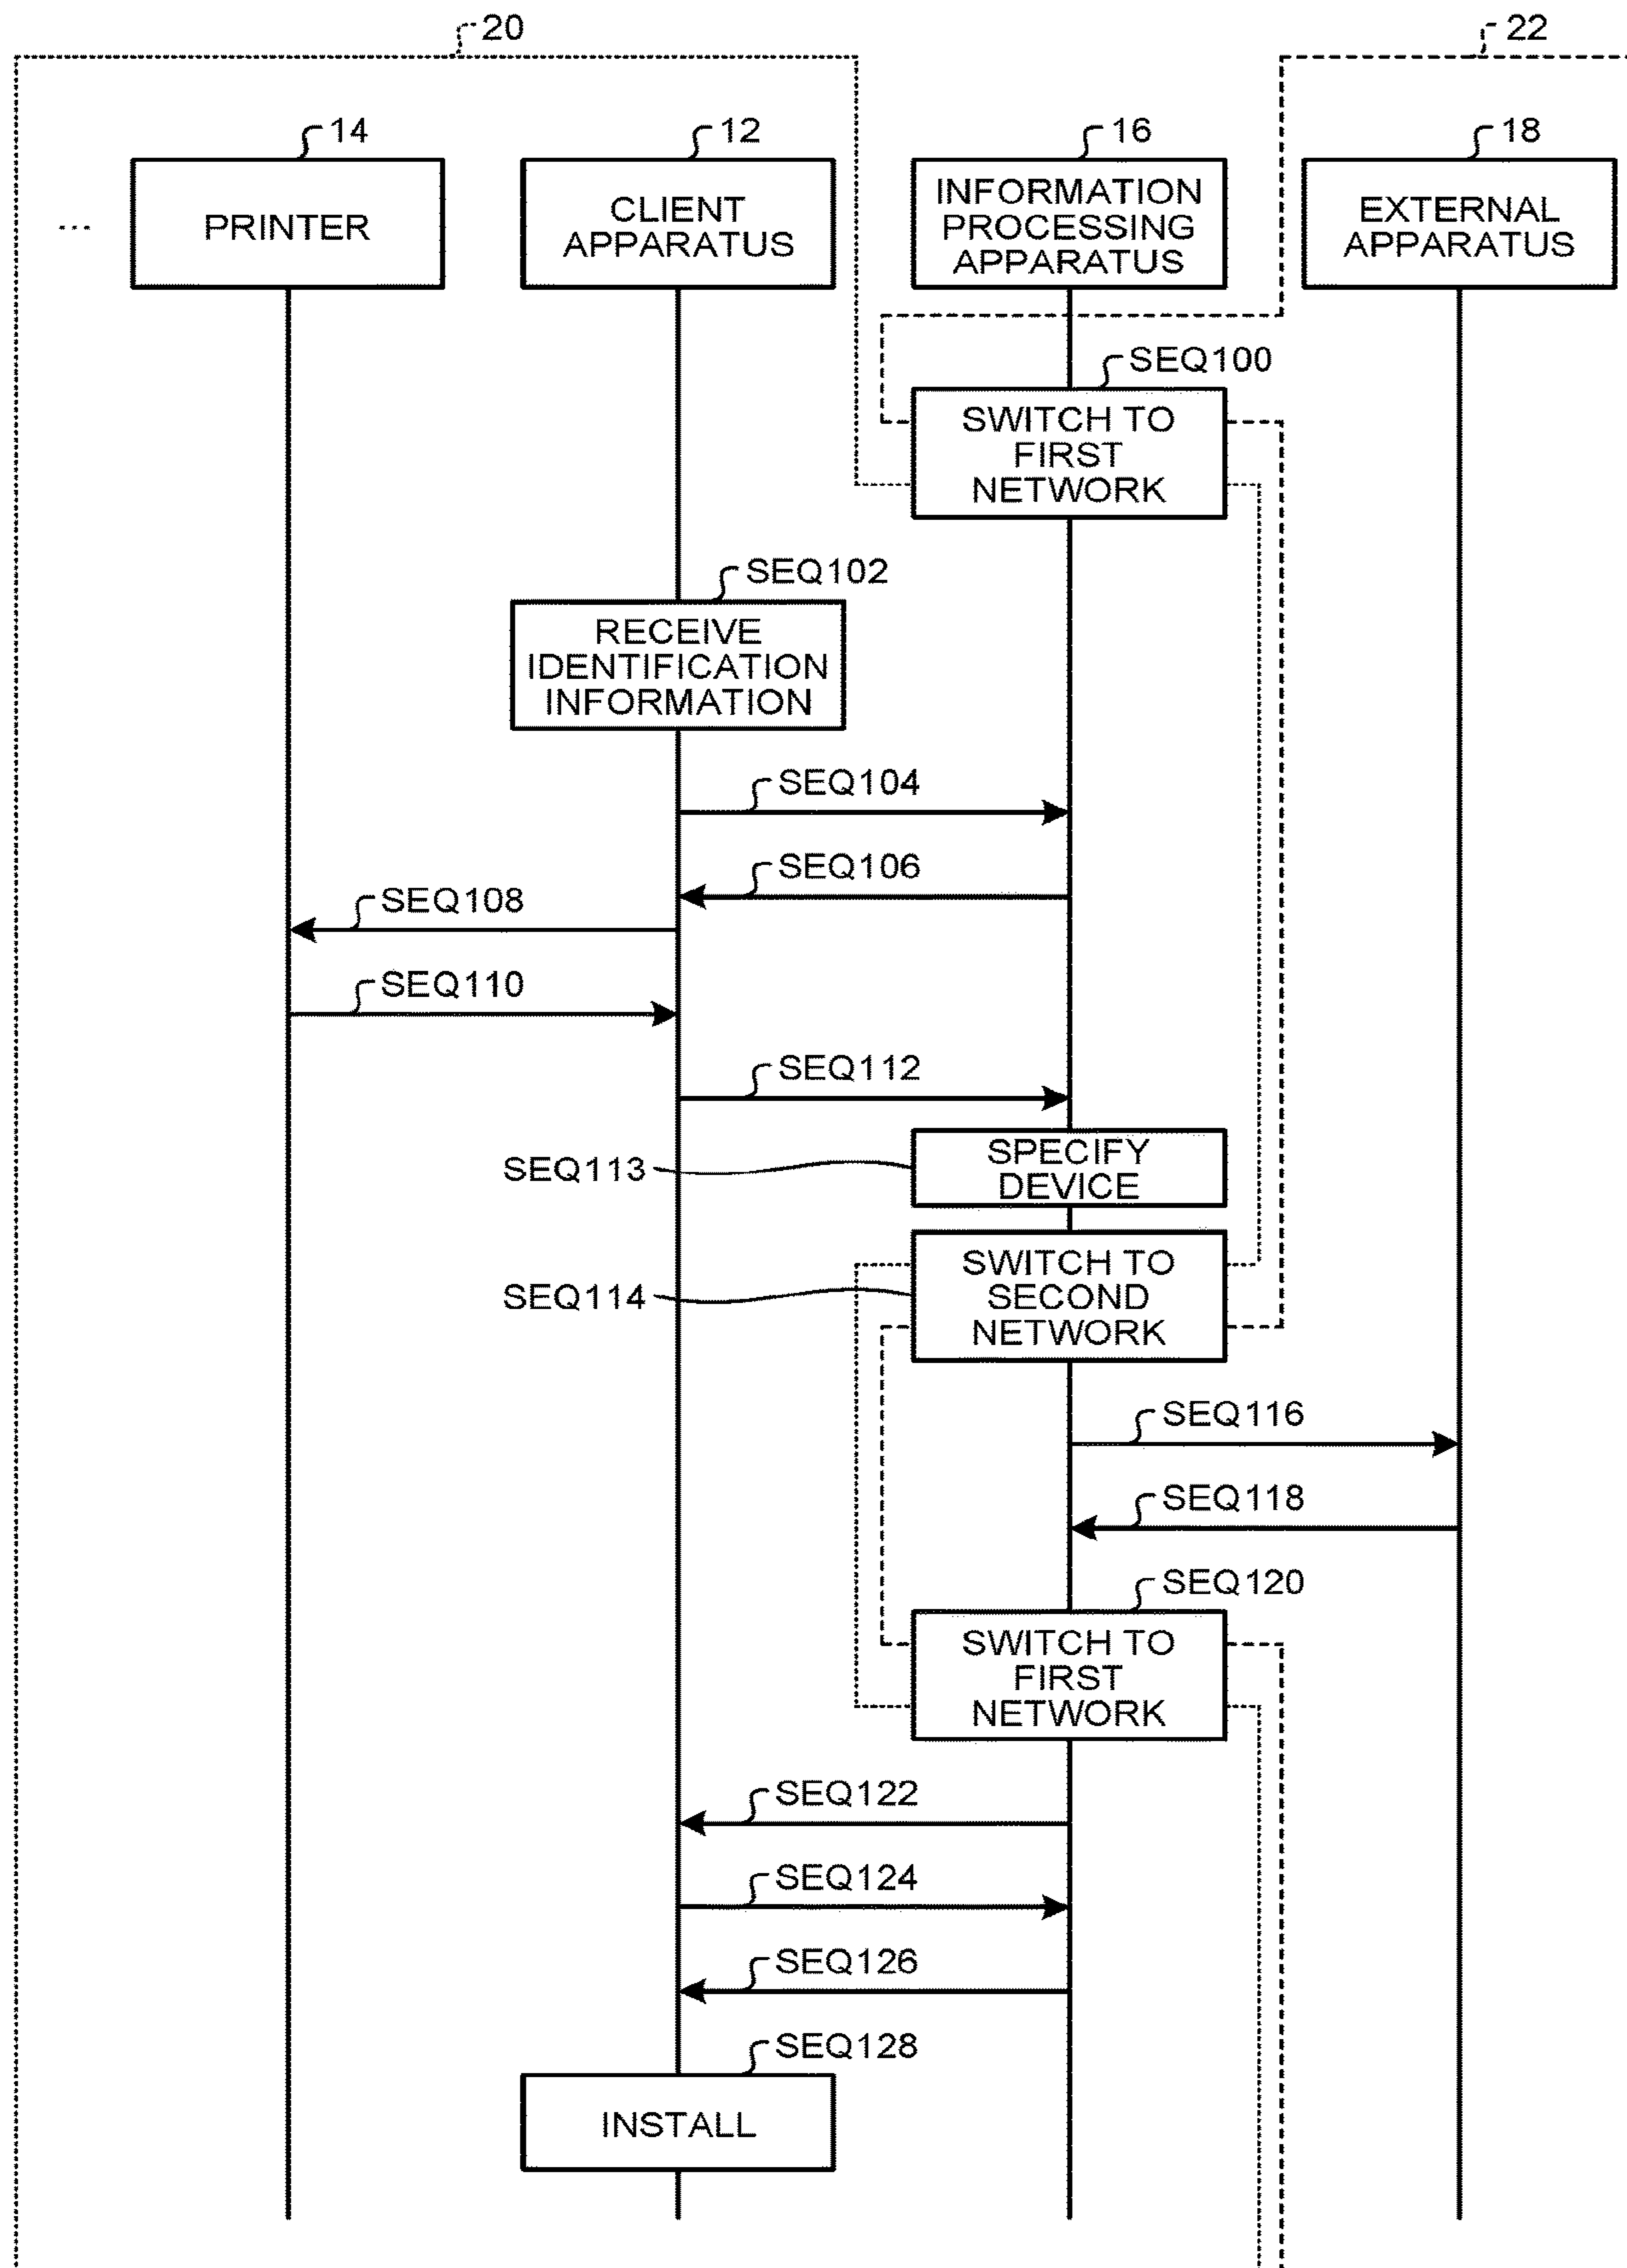 20
22
14
12
16
18
...
PRINTER
CLIENT
APPARATUS
INFORMATION
PROCESSING
APPARATUS
EXTERNAL
APPARATUS
SEQ100
SWITCH TO
FIRST
NETWORK
SEQ102
RECEIVE
IDENTIFICATION
INFORMATION
SEQ104
SEQ106
SEQ108
SEQ110
SEQ112
SEQ113
SPECIFY
DEVICE
SEQ114
SWITCH TO
SECOND
NETWORK
SEQ116
SEQ118
SEQ120
SWITCH TO
FIRST
NETWORK
SEQ122
SEQ124
SEQ126
SEQ128
INSTALL